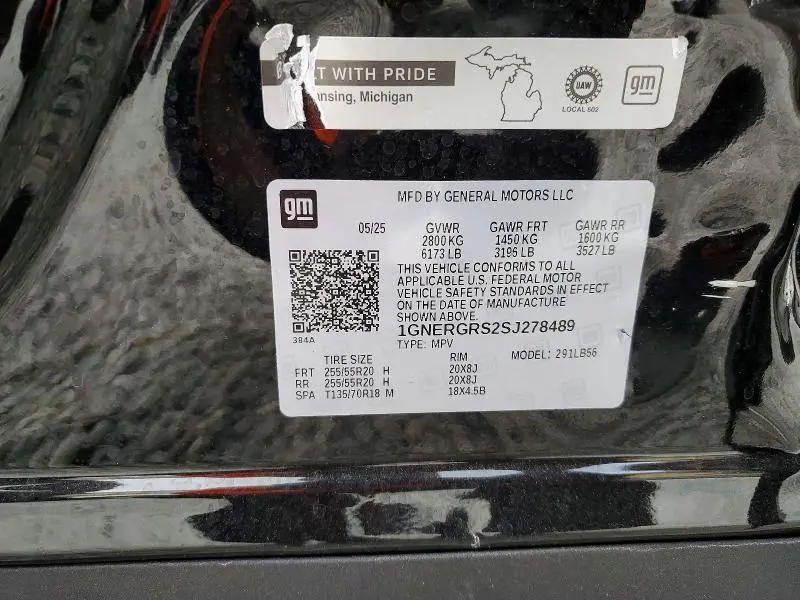 LT WITH PRIDE
nsing, Michigan
UAW
LOCAL 602
gm
gm
MFD BY GENERAL MOTORS LLC
05/25 GVWR GAWR FRT GAWR RR
2800 KG 1450 KG 1600 KG
6173 LB 3196 LB 3527 LB
THIS VEHICLE CONFORMS TO ALL
APPLICABLE U.S. FEDERAL MOTOR
VEHICLE SAFETY STANDARDS IN EFFECT
ON THE DATE OF MANUFACTURE
SHOWN ABOVE.
1GNERGRS2SJ278489
384A
TYPE: MPV MODEL: 291LB56
TIRE SIZE RIM
FRT 255/55R20 H 20X8J
RR 255/55R20 H 20X8J
SPA T135/70R18 M 18X4.5B